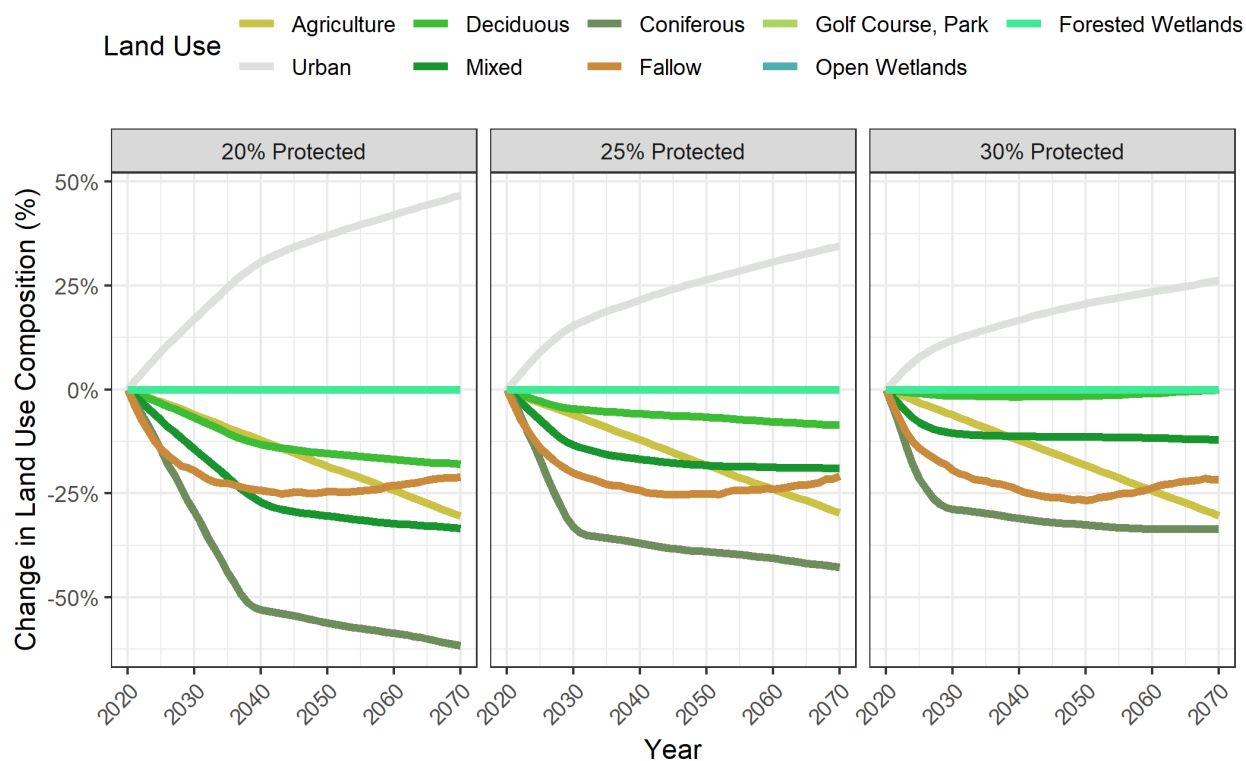 Land Use
Agriculture Deciduous Coniferous Golf Course, Park Forested Wetlands
Urban Mixed Fallow Open Wetlands
20% Protected 25% Protected 30% Protected
Change in Land Use Composition (%)
50%
25%
0%
-25%
-50%
2020 2030 2040 2050 2060 2070 2020 2030 2040 2050 2060 2070 2020 2030 2040 2050 2060 2070
Year